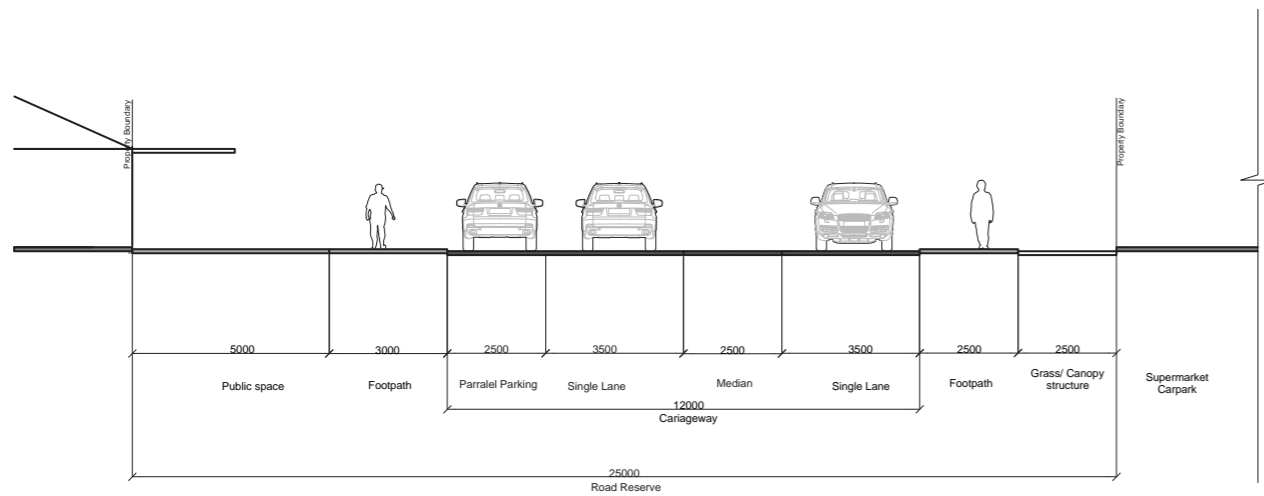 Property Boundary
Property Boundary
5000
3000
2500
3500
2500
3500
2500
2500
Public space
Footpath
Parralel Parking
Single Lane
Median
Single Lane
Footpath
Grass/ Canopy
structure
Supermarket
Carpark
12000
Cariageway
25000
Road Reserve